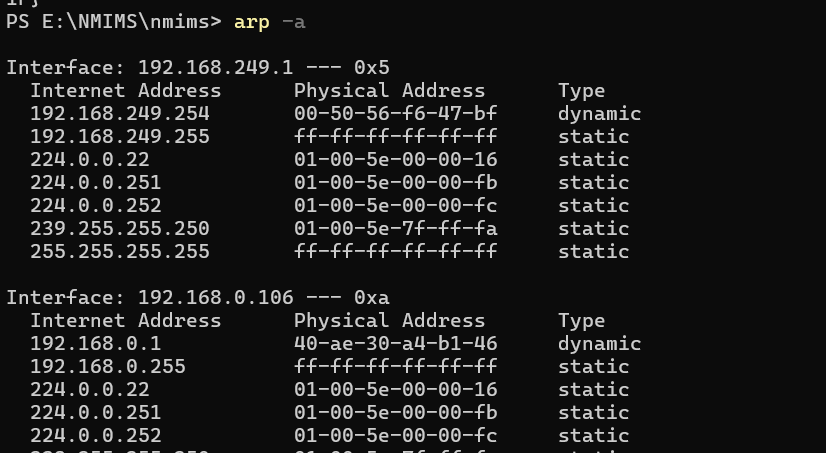 PS E:\NMIMS\nmims> arp -a
Interface: 192.168.249.1 --- 0x5
Internet Address Physical Address Type
192.168.249.254 00-50-56-f6-47-bf dynamic
192.168.249.255 ff-ff-ff-ff-ff-ff static
224.0.0.22 01-00-5e-00-00-16 static
224.0.0.251 01-00-5e-00-00-fb static
224.0.0.252 01-00-5e-00-00-fc static
239.255.255.250 01-00-5e-7f-ff-fa static
255.255.255.255 ff-ff-ff-ff-ff-ff static
Interface: 192.168.0.106 --- 0xa
Internet Address Physical Address Type
192.168.0.1 40-ae-30-a4-b1-46 dynamic
192.168.0.255 ff-ff-ff-ff-ff-ff static
224.0.0.22 01-00-5e-00-00-16 static
224.0.0.251 01-00-5e-00-00-fb static
224.0.0.252 01-00-5e-00-00-fc static